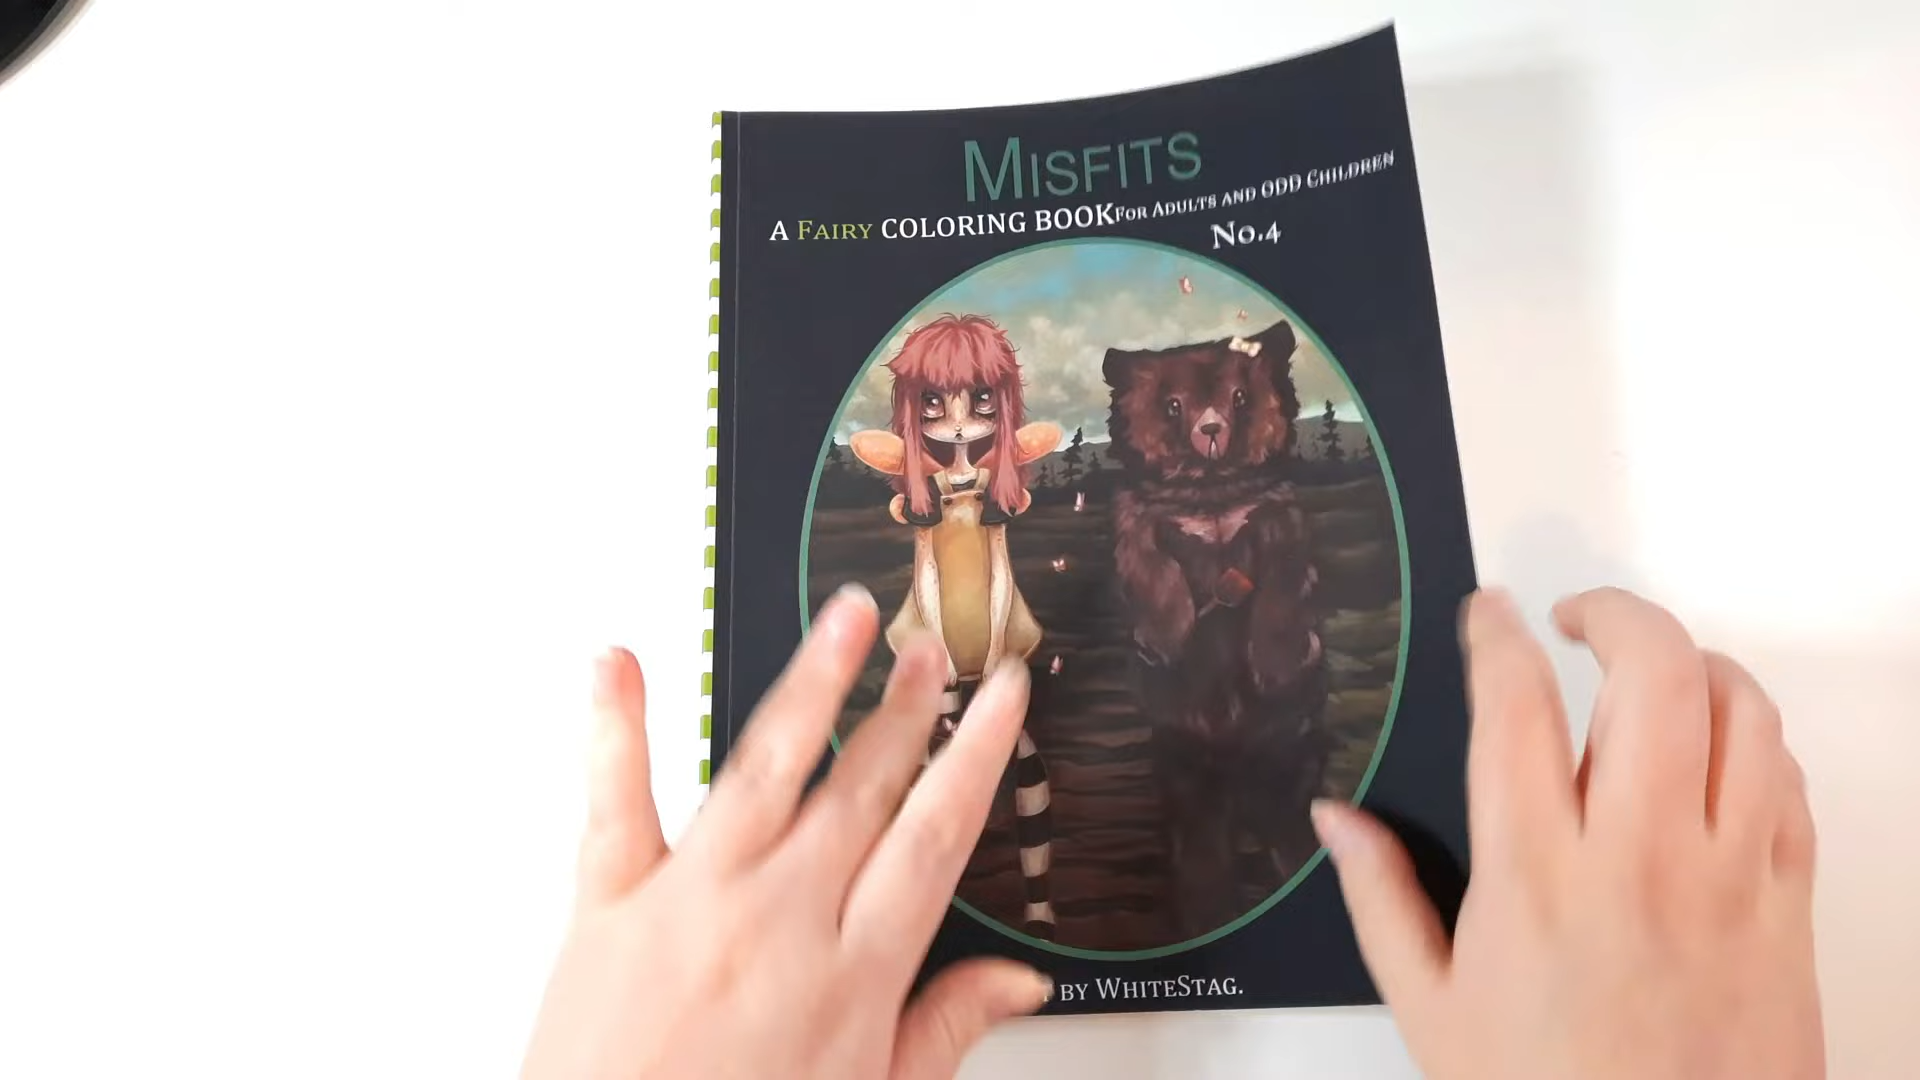 MISFITS
A FAIRY COLORING BOOK FOR ADULTS AND ODD CHILDREN
No.4
BY WHITESTAG.